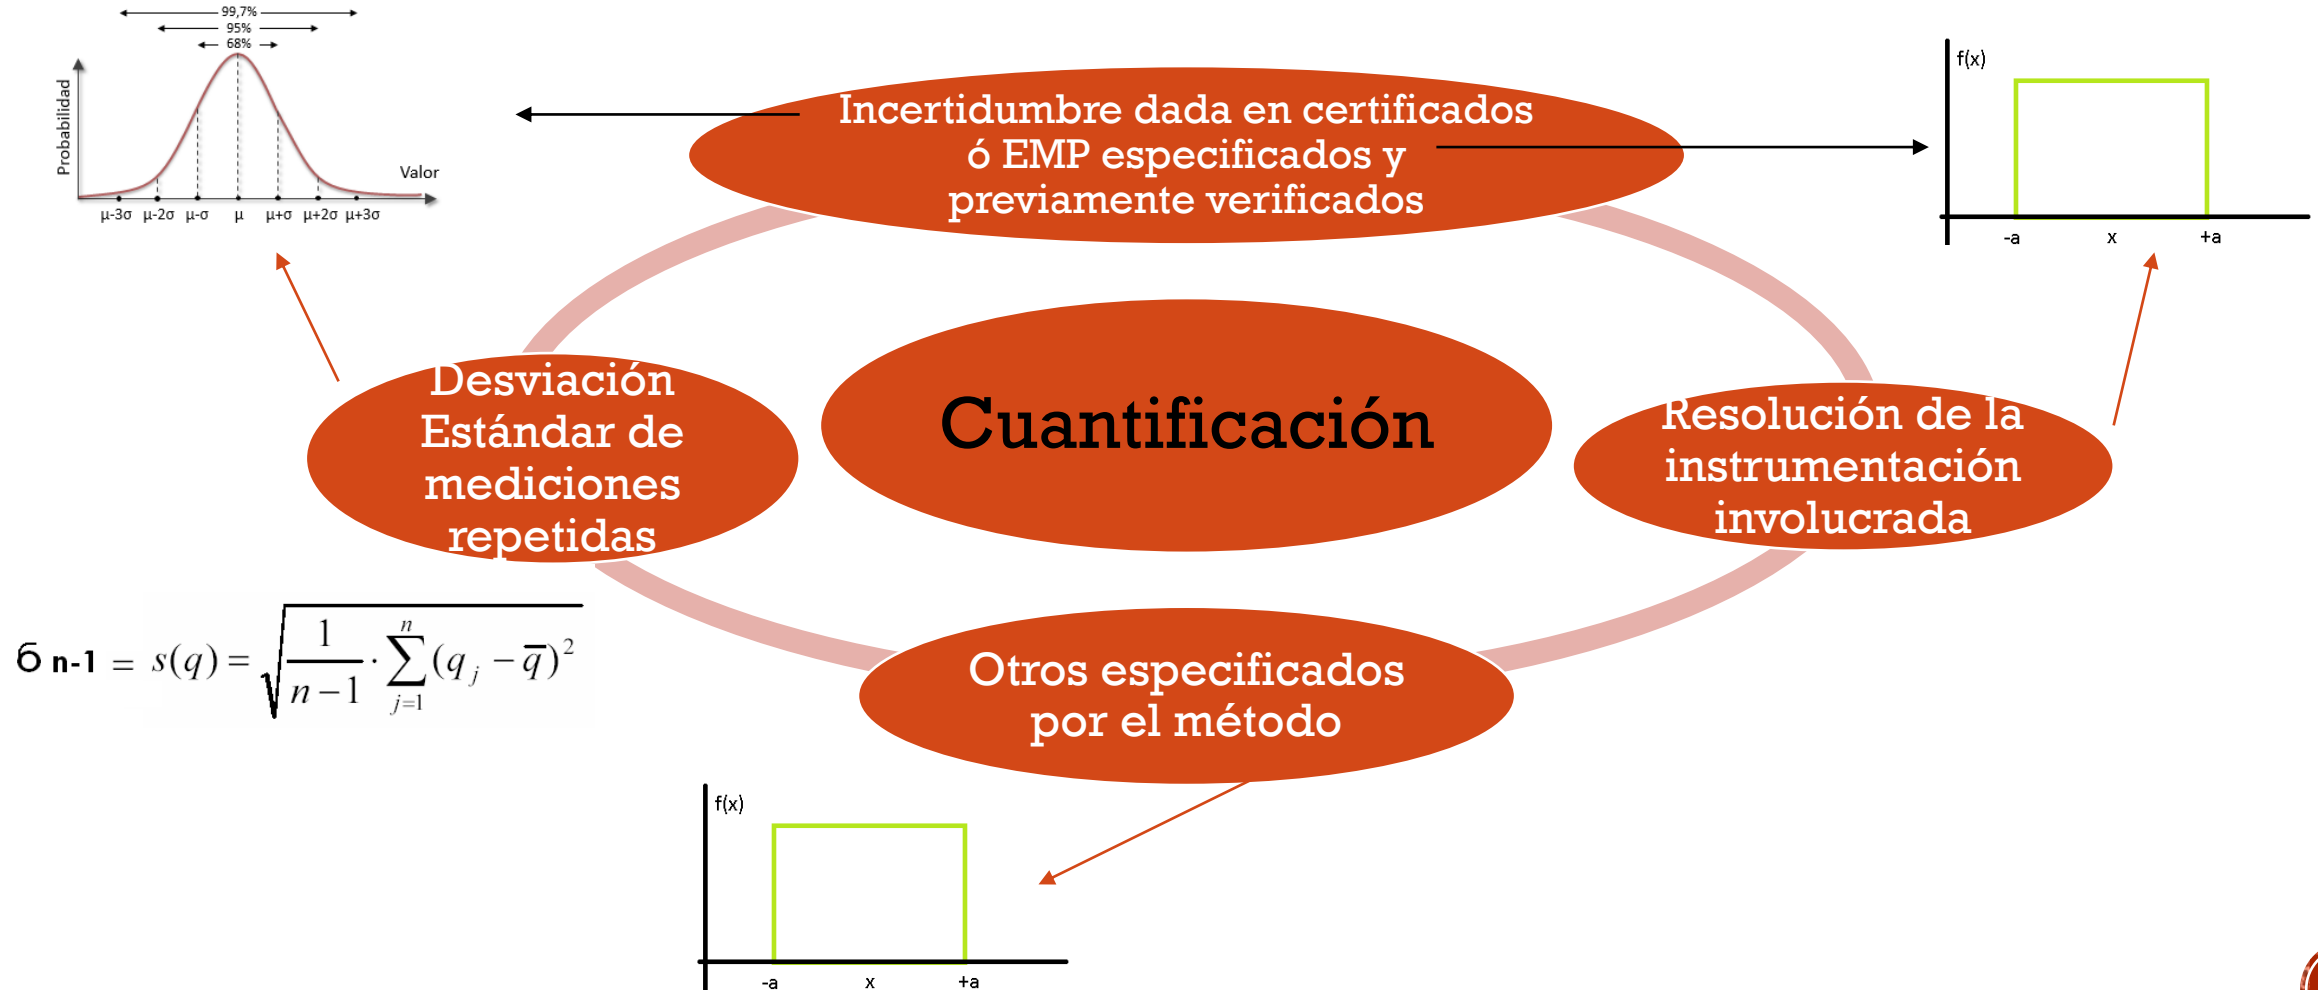 99,7%
95%
68%
Probabilidad
Valor
μ-3σ μ-2σ μ-σ μ μ+σ μ+2σ μ+3σ
Incertidumbre dada en certificados
ó EMP especificados y
previamente verificados
f(x)
-a x +a
Desviación
Estándar de
mediciones
repetidas
Cuantificación
Resolución de la
instrumentación
involucrada
б n-1 = s(q) = √(1/(n−1) · ∑_{j=1}^{n} (q_j − q̅)²)
Otros especificados
por el método
f(x)
-a x +a